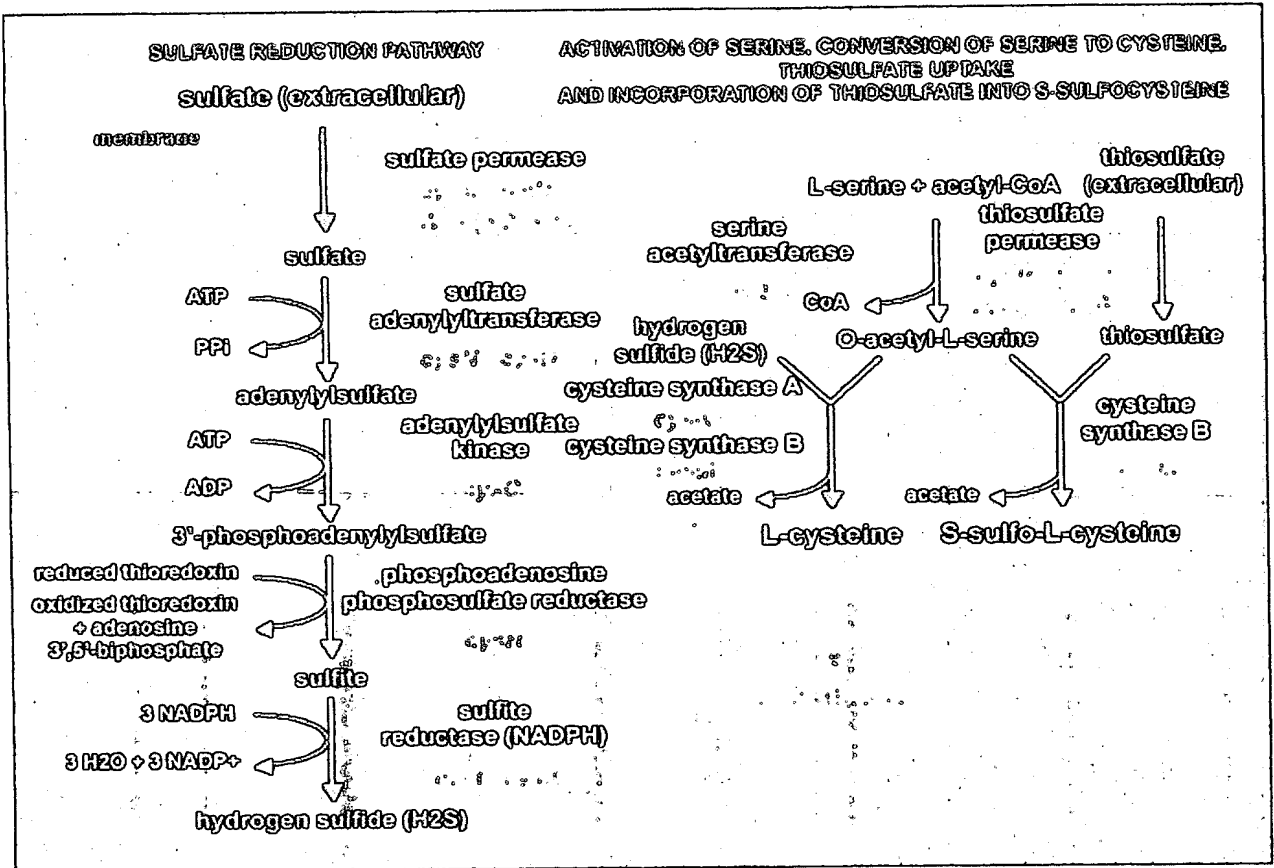 SULFATE REDUCTION PATHWAY
sulfate (extracellular)
membrane
sulfate permease
sulfate
ATP
PPi
sulfate
adenylyltransferase
adenylylsulfate
ATP
ADP
adenylylsulfate
kinase
3'-phosphoadenylylsulfate
reduced thioredoxin
oxidized thioredoxin
+ adenosine
3',5'-biphosphate
phosphoadenosine
phosphosulfate reductase
sulfite
3 NADPH
3 H2O + 3 NADP+
sulfite
reductase (NADPH)
hydrogen sulfide (H2S)
ACTIVATION OF SERINE. CONVERSION OF SERINE TO CYSTEINE.
THIOSULFATE UPTAKE
AND INCORPORATION OF THIOSULFATE INTO S-SULFOCYSTEINE
L-serine + acetyl-CoA
thiosulfate
(extracellular)
serine
acetyltransferase
thiosulfate
permease
CoA
hydrogen
sulfide (H2S)
O-acetyl-L-serine
thiosulfate
cysteine synthase A
cysteine synthase B
cysteine
synthase B
acetate
acetate
L-cysteine
S-sulfo-L-cysteine